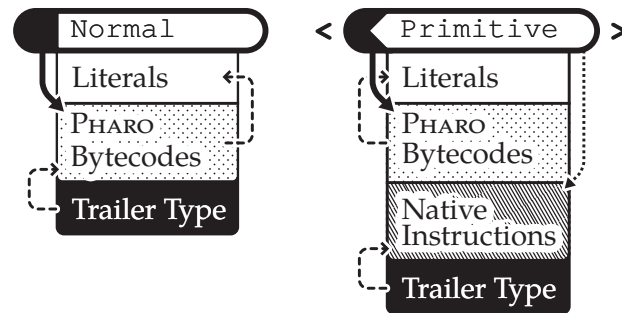 Normal
Literals
PHARO
Bytecodes
Trailer Type
< Primitive >
Literals
PHARO
Bytecodes
Native
Instructions
Trailer Type